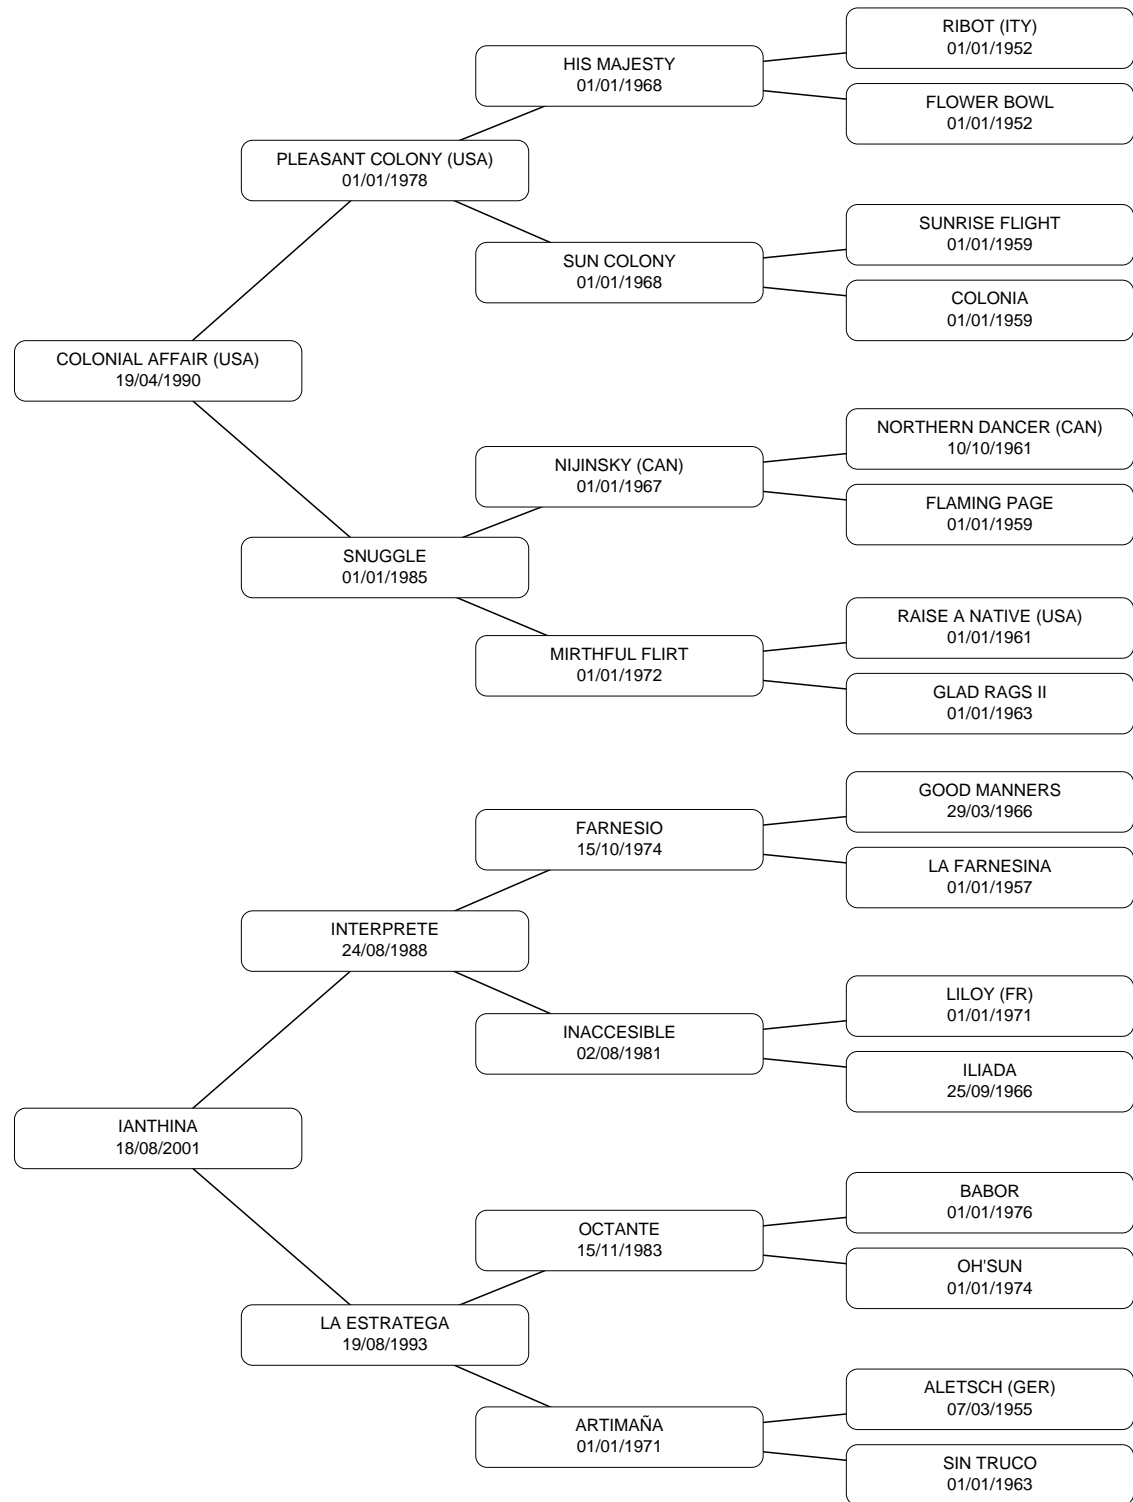 RIBOT (ITY)
01/01/1952
HIS MAJESTY
01/01/1968
FLOWER BOWL
01/01/1952
PLEASANT COLONY (USA)
01/01/1978
SUNRISE FLIGHT
01/01/1959
SUN COLONY
01/01/1968
COLONIA
01/01/1959
COLONIAL AFFAIR (USA)
19/04/1990
NORTHERN DANCER (CAN)
10/10/1961
NIJINSKY (CAN)
01/01/1967
FLAMING PAGE
01/01/1959
SNUGGLE
01/01/1985
RAISE A NATIVE (USA)
01/01/1961
MIRTHFUL FLIRT
01/01/1972
GLAD RAGS II
01/01/1963
GOOD MANNERS
29/03/1966
FARNESIO
15/10/1974
LA FARNESINA
01/01/1957
INTERPRETE
24/08/1988
LILOY (FR)
01/01/1971
INACCESIBLE
02/08/1981
ILIADA
25/09/1966
IANTHINA
18/08/2001
BABOR
01/01/1976
OCTANTE
15/11/1983
OH'SUN
01/01/1974
LA ESTRATEGA
19/08/1993
ALETSCH (GER)
07/03/1955
ARTIMAÑA
01/01/1971
SIN TRUCO
01/01/1963